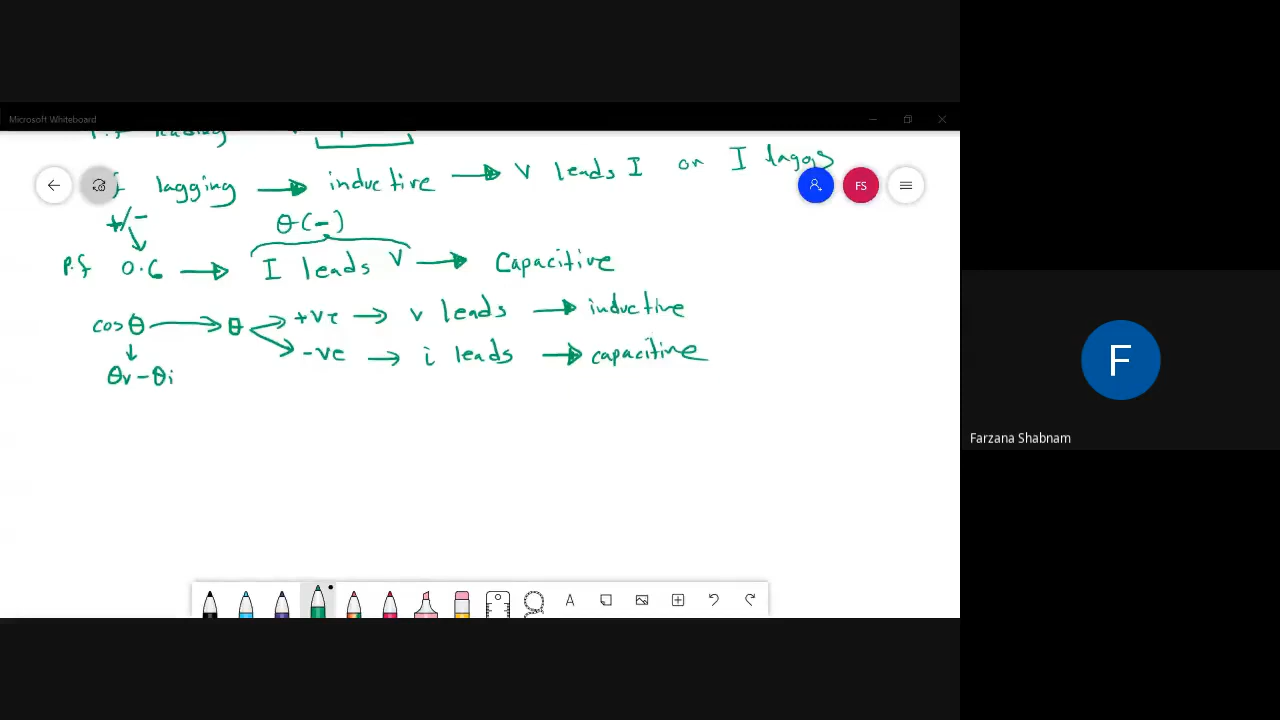 Microsoft Whiteboard
lagging → inductive → V leads I or I laggs
FS
+/-
θ(-)
P.f 0.6 → I leads V → Capacitive
cos θ → θ → +ve → v leads → inductive
-ve → i leads → capacitive
↓
θv - θi
F
Farzana Shabnam
A